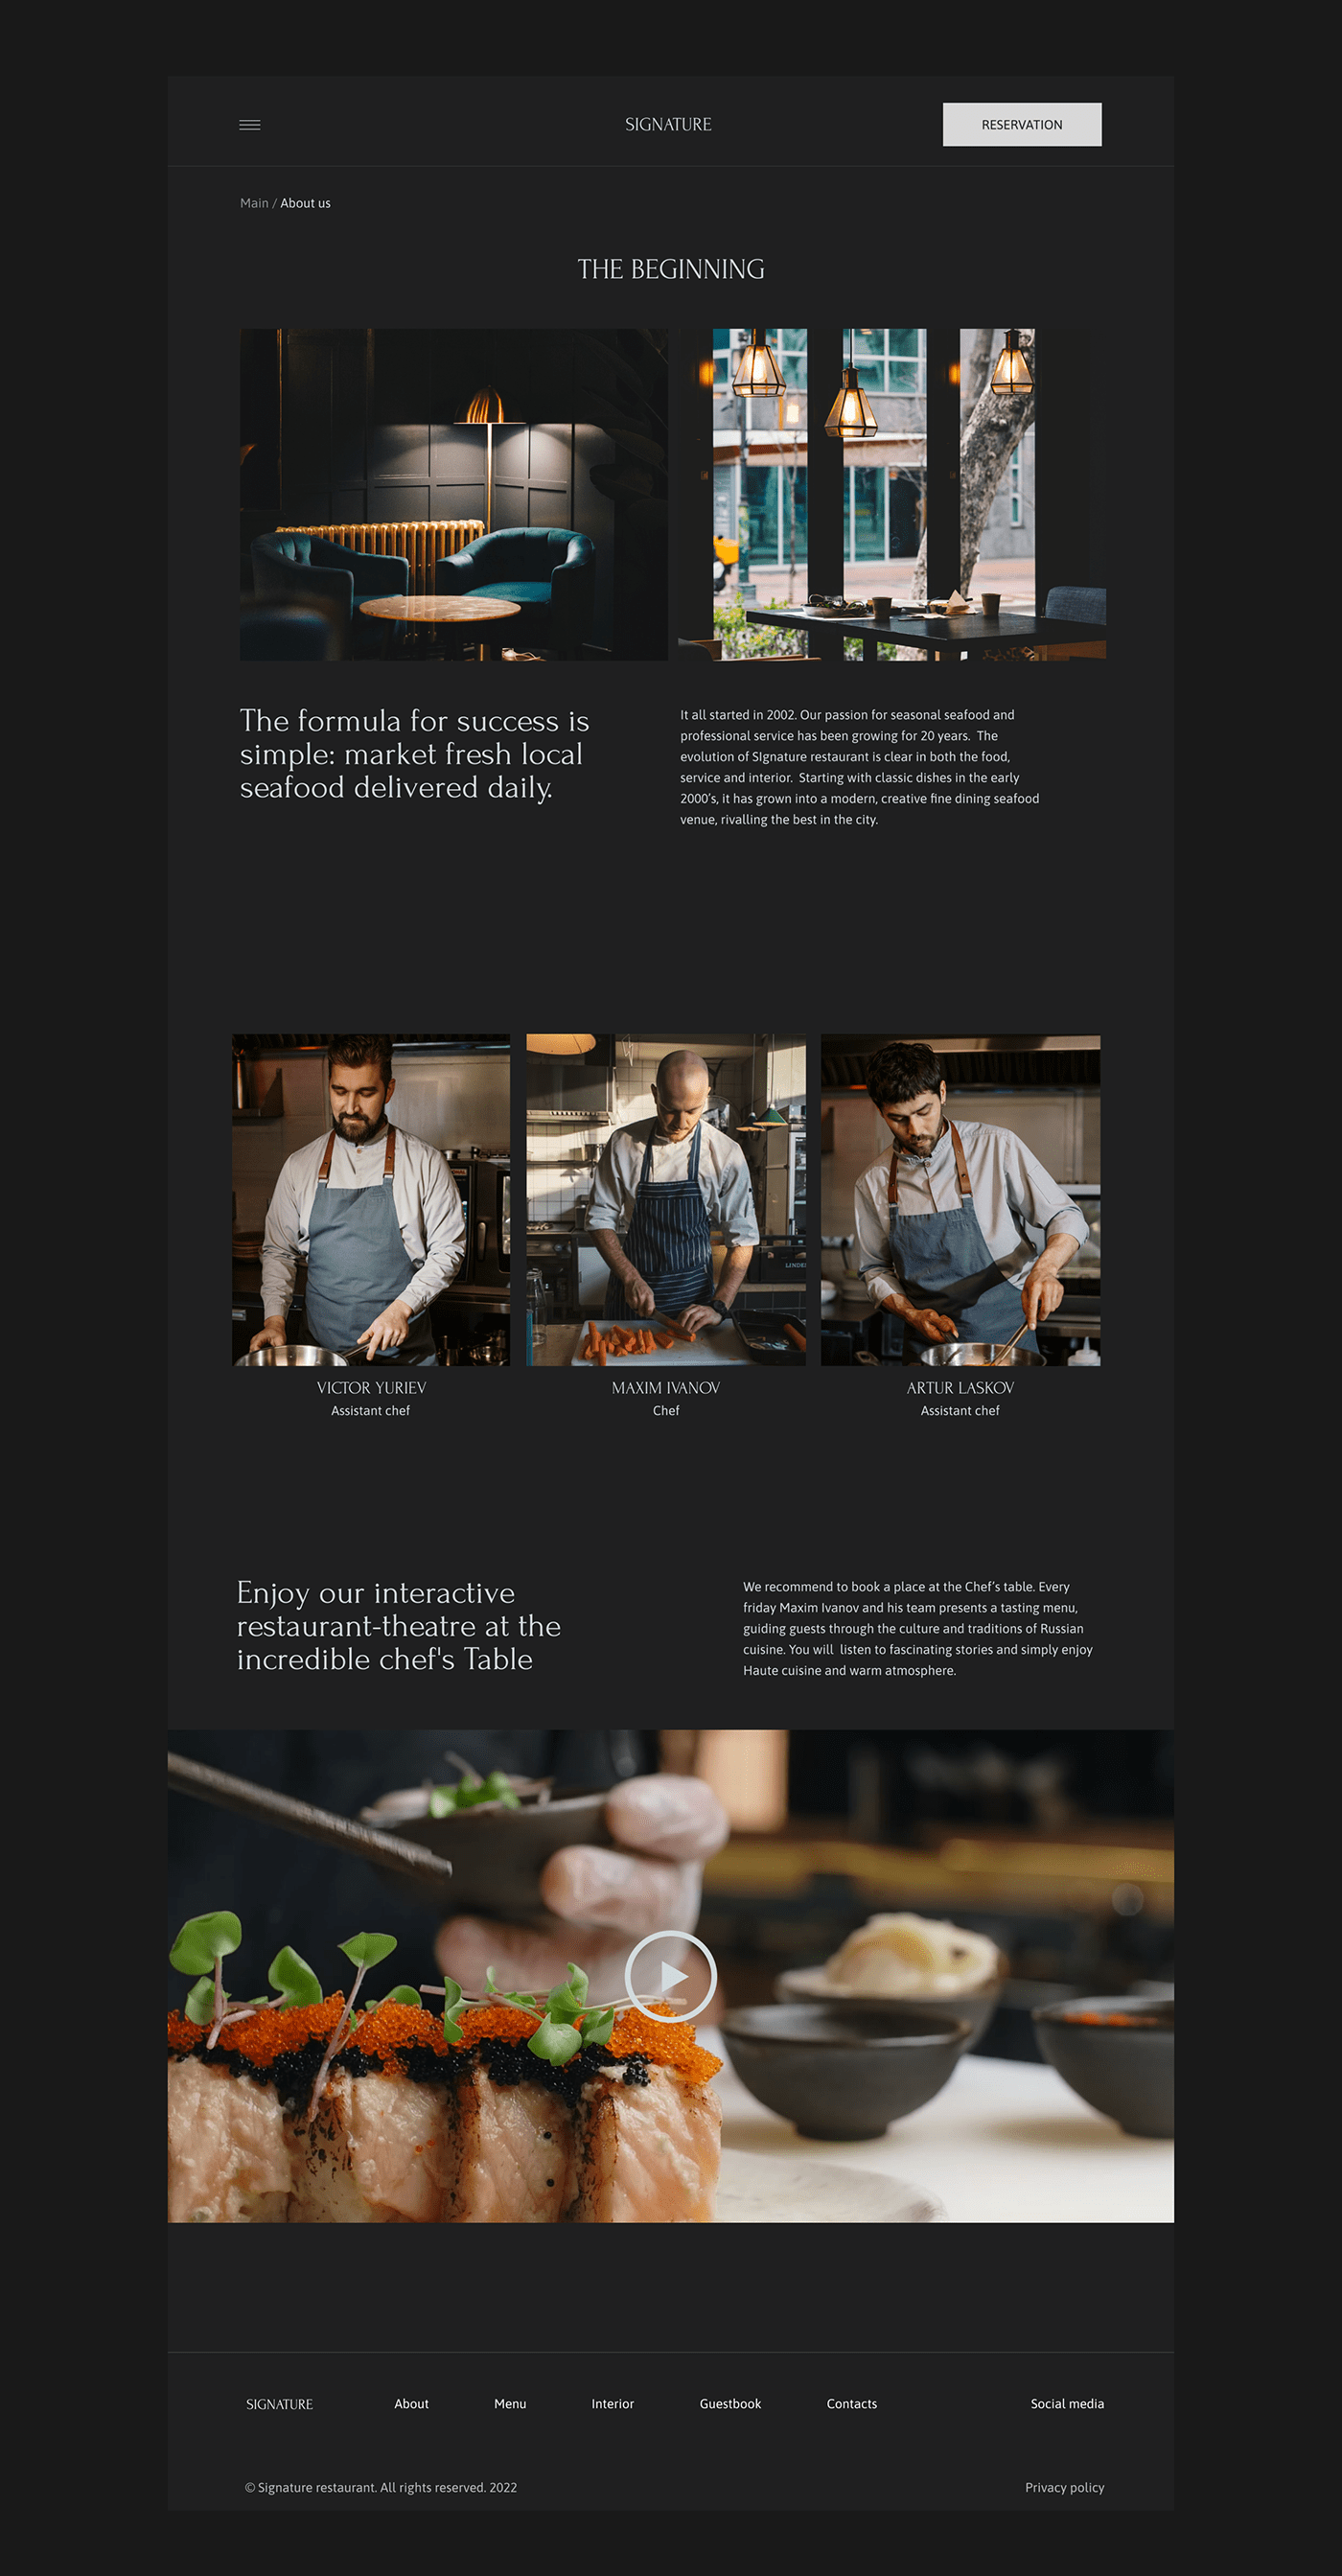 SIGNATURE
RESERVATION
Main / About us
THE BEGINNING
The formula for success is
simple: market fresh local
seafood delivered daily.
It all started in 2002. Our passion for seasonal seafood and
professional service has been growing for 20 years.  The
evolution of SIgnature restaurant is clear in both the food,
service and interior.  Starting with classic dishes in the early
2000's, it has grown into a modern, creative fine dining seafood
venue, rivalling the best in the city.
VICTOR YURIEV
Assistant chef
MAXIM IVANOV
Chef
ARTUR LASKOV
Assistant chef
Enjoy our interactive
restaurant-theatre at the
incredible chef's Table
We recommend to book a place at the Chef's table. Every
friday Maxim Ivanov and his team presents a tasting menu,
guiding guests through the culture and traditions of Russian
cuisine. You will  listen to fascinating stories and simply enjoy
Haute cuisine and warm atmosphere.
SIGNATURE
About
Menu
Interior
Guestbook
Contacts
Social media
© Signature restaurant. All rights reserved. 2022
Privacy policy